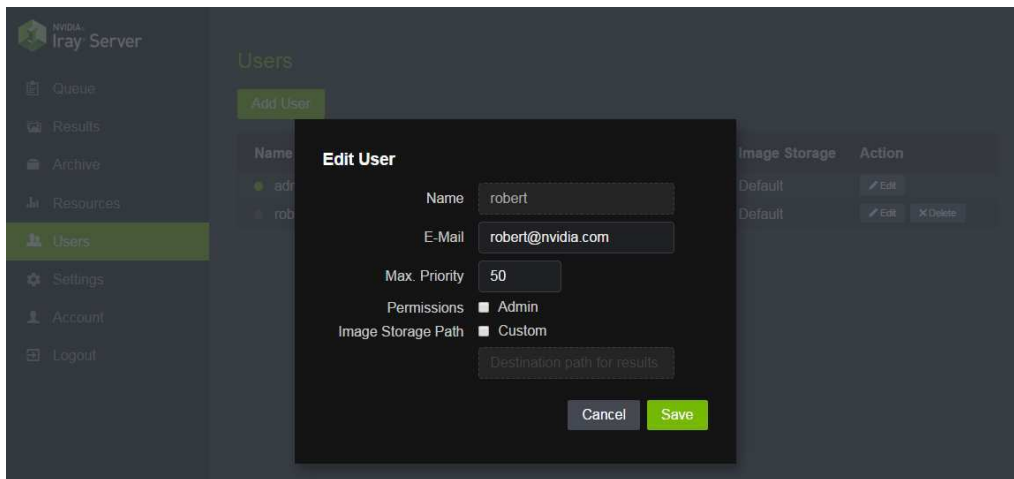 NVIDIA.
Iray Server
Queue
Results
Archive
Resources
Users
Settings
Account
Logout
Users
Add User
Name
Image Storage
Action
adm
Default
Edit
rob
Default
Edit
Delete
Edit User
Name
robert
E-Mail
robert@nvidia.com
Max. Priority
50
Permissions
Admin
Image Storage Path
Custom
Destination path for results
Cancel
Save